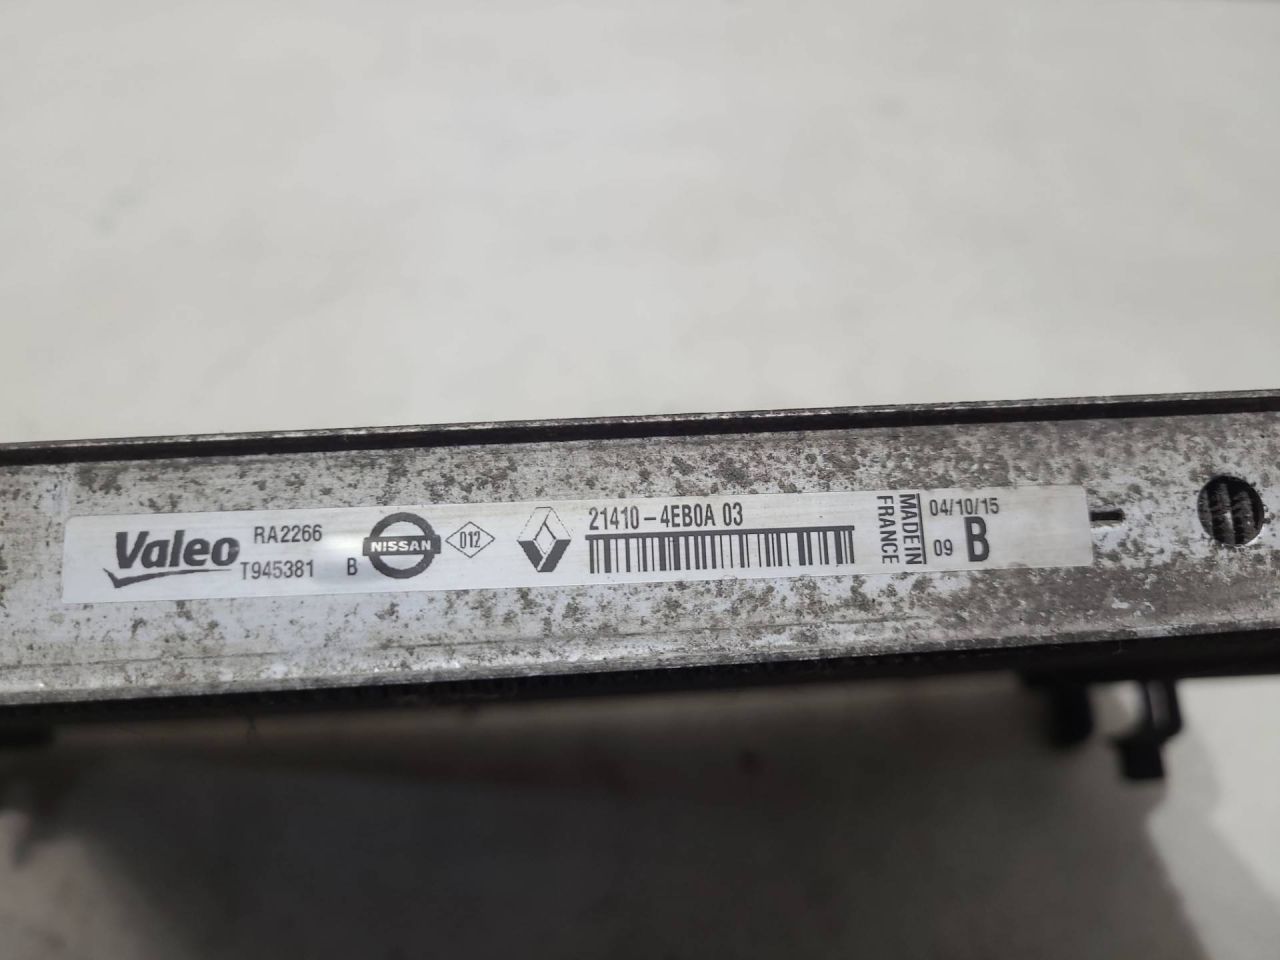 Valeo
RA2266
T945381 B
NISSAN
012
21410-4EB0A 03
MADE IN
FRANCE
04/10/15
09 B